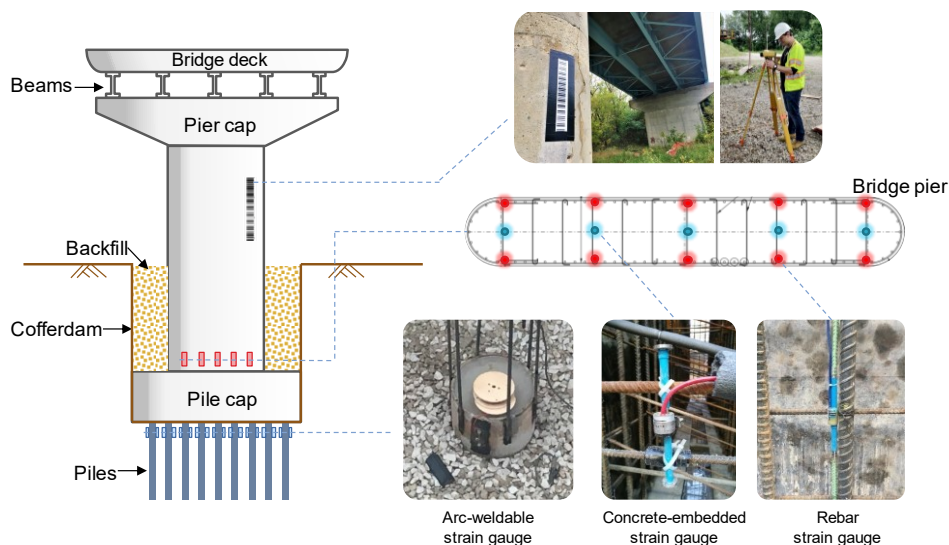 Bridge deck
Beams
Pier cap
Bridge pier
Backfill
Cofferdam
Pile cap
Piles
Arc-weldable
strain gauge
Concrete-embedded
strain gauge
Rebar
strain gauge